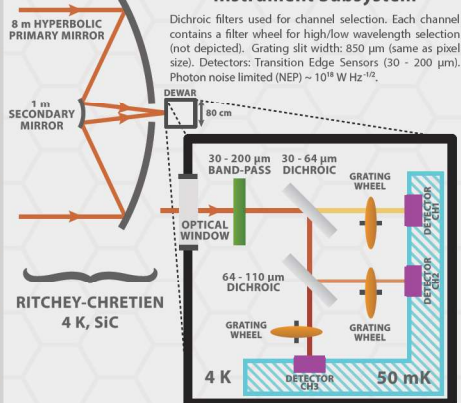 8 m HYPERBOLIC
PRIMARY MIRROR
Dichroic filters used for channel selection. Each channel
contains a filter wheel for high/low wavelength selection
(not depicted). Grating slit width: 850 µm (same as pixel
size). Detectors: Transition Edge Sensors (30 - 200 µm).
Photon noise limited (NEP) ~ 10¹⁸ W Hz⁻¹/².
1 m
SECONDARY
MIRROR
DEWAR
80 cm
30 - 200 µm
BAND-PASS
30 - 64 µm
DICHROIC
GRATING
WHEEL
DETECTOR
CH1
OPTICAL
WINDOW
64 - 110 µm
DICHROIC
DETECTOR
CH2
GRATING
WHEEL
GRATING
WHEEL
RITCHEY-CHRETIEN
4 K, SiC
4 K
DETECTOR
CH3
50 mK